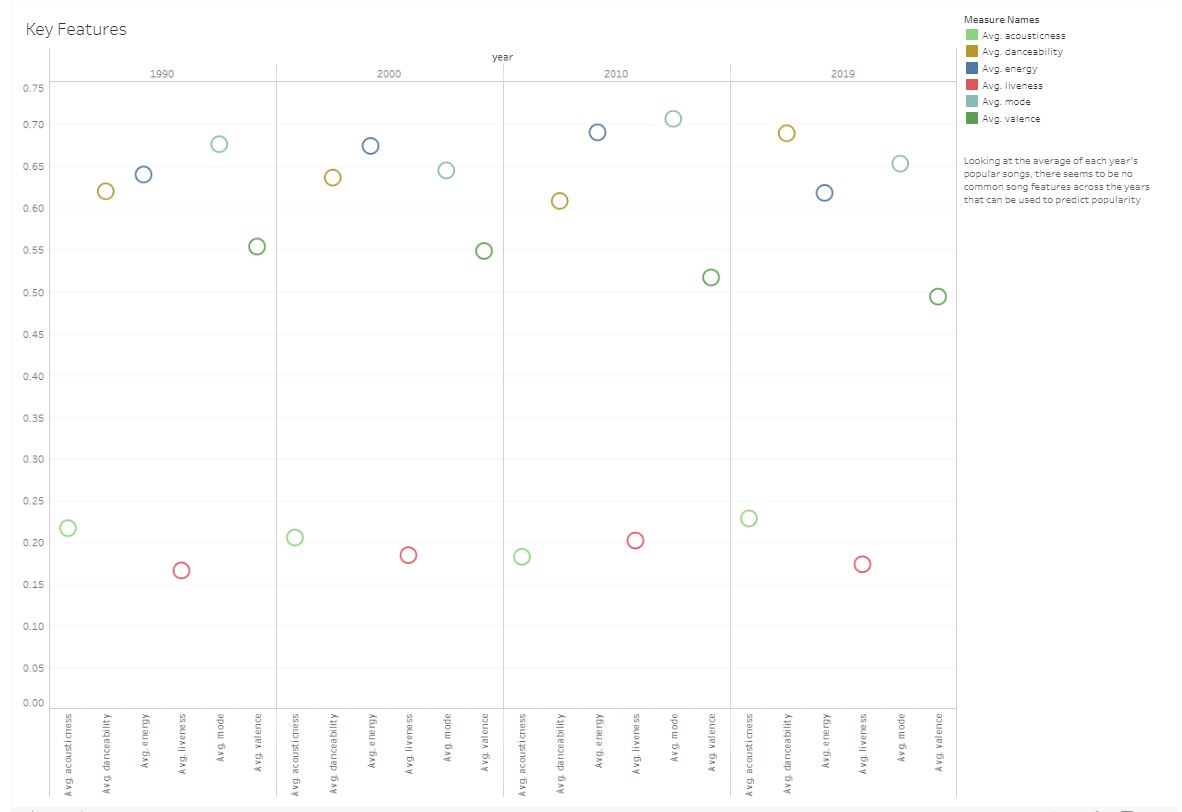 Key Features
year
1990 2000 2010 2019
0.75
0.70
0.65
0.60
0.55
0.50
0.45
0.40
0.35
0.30
0.25
0.20
0.15
0.10
0.05
0.00
Avg. acousticness
Avg. danceability
Avg. energy
Avg. liveness
Avg. mode
Avg. valence
Avg. acousticness
Avg. danceability
Avg. energy
Avg. liveness
Avg. mode
Avg. valence
Avg. acousticness
Avg. danceability
Avg. energy
Avg. liveness
Avg. mode
Avg. valence
Avg. acousticness
Avg. danceability
Avg. energy
Avg. liveness
Avg. mode
Avg. valence
Measure Names
Avg. acousticness
Avg. danceability
Avg. energy
Avg. liveness
Avg. mode
Avg. valence
Looking at the average of each year's
popular songs, there seems to be no
common song features across the years
that can be used to predict popularity